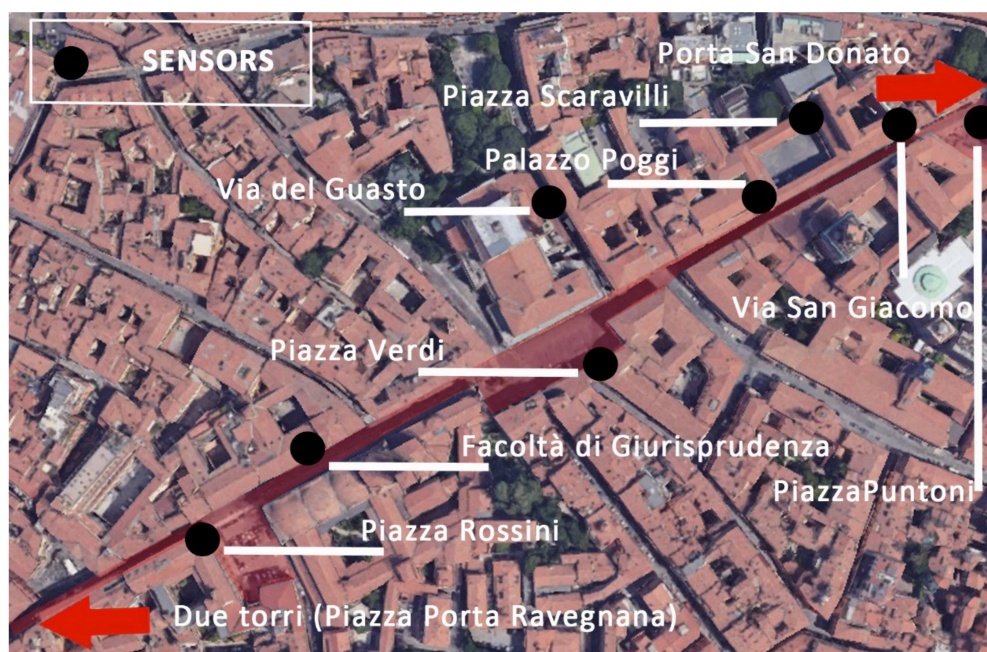 SENSORS
Porta San Donato
Piazza Scaravilli
Palazzo Poggi
Via del Guasto
Via San Giacomo
Piazza Verdi
Facoltà di Giurisprudenza
PiazzaPuntoni
Piazza Rossini
Due torri (Piazza Porta Ravegnana)